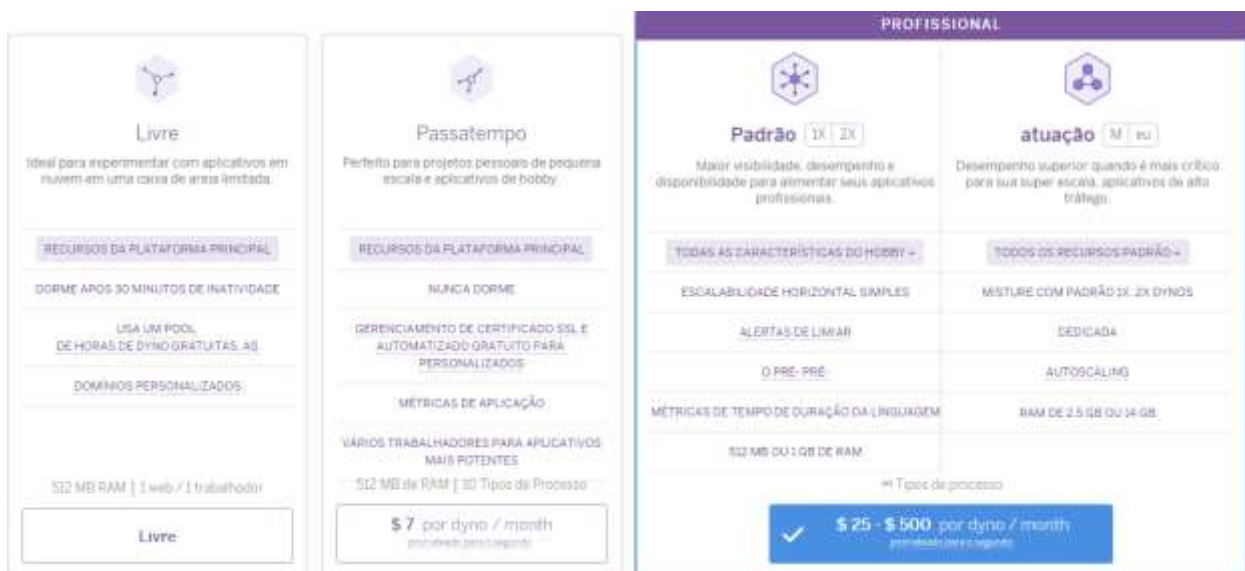 PROFISSIONAL
Livre
Ideal para experimentar com aplicativos em
nuvem em uma caixa de areia limitada.
RECURSOS DA PLATAFORMA PRINCIPAL
DORME APÓS 30 MINUTOS DE INATIVIDADE
USA UM POOL
DE HORAS DE DYNO GRATUITAS. AS
DOMÍNIOS PERSONALIZADOS
512 MB RAM | 1 web / 1 trabalhador
Livre
Passatempo
Perfeito para projetos pessoais de pequena
escala e aplicativos de hobby
RECURSOS DA PLATAFORMA PRINCIPAL
NUNCA DORME
GERENCIAMENTO DE CERTIFICADO SSL E
AUTOMATIZADO GRATUITO PARA
PERSONALIZADOS
MÉTRICAS DE APLICAÇÃO
VÁRIOS TRABALHADORES PARA APLICATIVOS
MAIS POTENTES
512 MB de RAM | 10 Tipos de Processo
$ 7 por dyno / month
Padrão 1X 2X
Maior visibilidade, desempenho e
disponibilidade para alimentar seus aplicativos
profissionais.
TODAS AS CARACTERÍSTICAS DO HOBBY +
ESCALABILIDADE HORIZONTAL SIMPLES
ALERTAS DE LIMIAR
O PRÉ- PRÉ-
MÉTRICAS DE TEMPO DE DURAÇÃO DA LINGUAGEM
512 MB OU 1 GB DE RAM
atuação M eu
Desempenho superior quando é mais crítico
para sua super escala, aplicativos de alto
tráfego.
TODOS OS RECURSOS PADRÃO +
MISTURE COM PADRÃO 1X, 2X DYNOS
DEDICADA
AUTOSCALING
RAM DE 2.5 GB OU 14 GB
∞ Tipos de processo
$ 25 - $ 500 por dyno / month